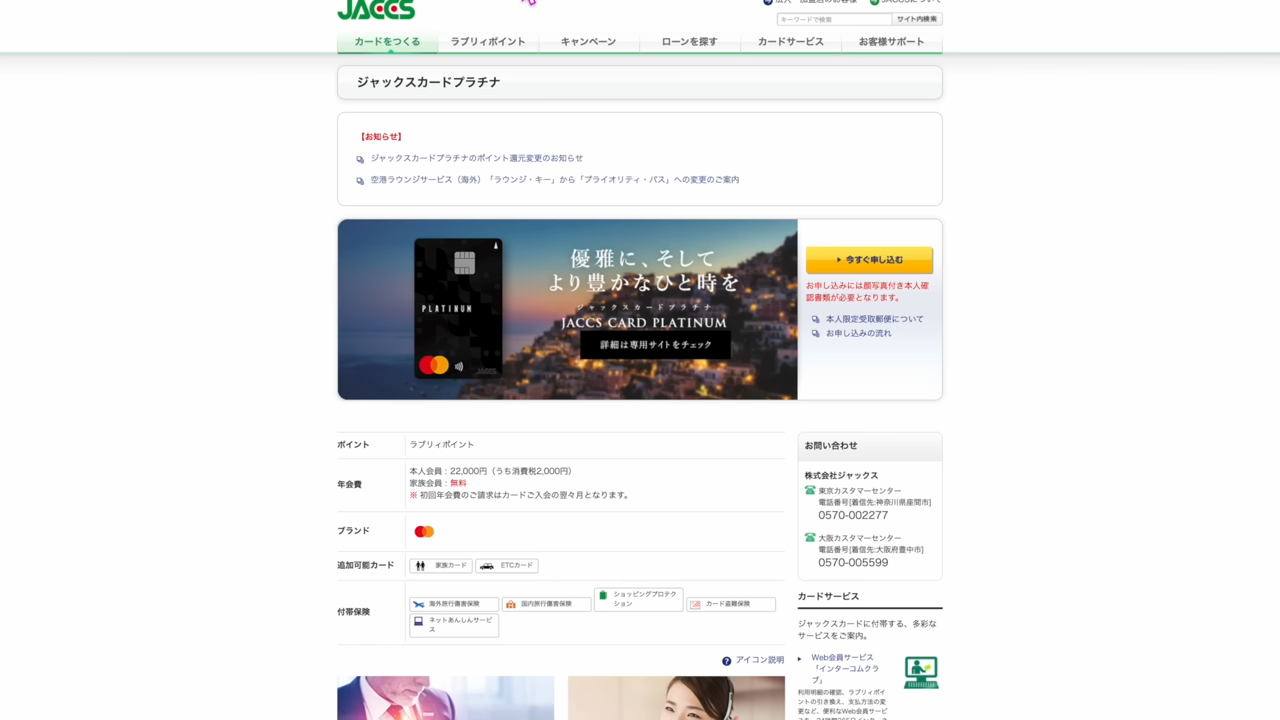 JACCS
キーワードで検索
サイト内検索
カードをつくる
ラブリィポイント
キャンペーン
ローンを探す
カードサービス
お客様サポート
ジャックスカードプラチナ
【お知らせ】
ジャックスカードプラチナのポイント還元変更のお知らせ
空港ラウンジサービス（海外）「ラウンジ・キー」から「プライオリティ・パス」への変更のご案内
PLATINUM
JACCS
優雅に、そして
より豊かなひと時を
ジャックスカードプラチナ
JACCS CARD PLATINUM
詳細は専用サイトをチェック
今すぐ申し込む
お申し込みには顔写真付き本人確
認書類が必要となります。
本人限定受取郵便について
お申し込みの流れ
ポイント
ラブリィポイント
年会費
本人会員：22,000円（うち消費税2,000円）
家族会員：無料
※ 初回年会費のご請求はカードご入会の翌々月となります。
ブランド
追加可能カード
家族カード
ETCカード
付帯保険
海外旅行傷害保険
国内旅行傷害保険
ショッピングプロテク
ション
カード盗難保険
ネットあんしんサービ
ス
アイコン説明
お問い合わせ
株式会社ジャックス
東京カスタマーセンター
電話番号[着信先:神奈川県座間市]
0570-002277
大阪カスタマーセンター
電話番号[着信先:大阪府豊中市]
0570-005599
カードサービス
ジャックスカードに付帯する、多彩な
サービスをご案内。
Web会員サービス
「インターコムクラ
ブ」
利用明細の確認、ラブリィポイ
ントの引き換え、支払方法の変
更など、便利なWeb会員サービ